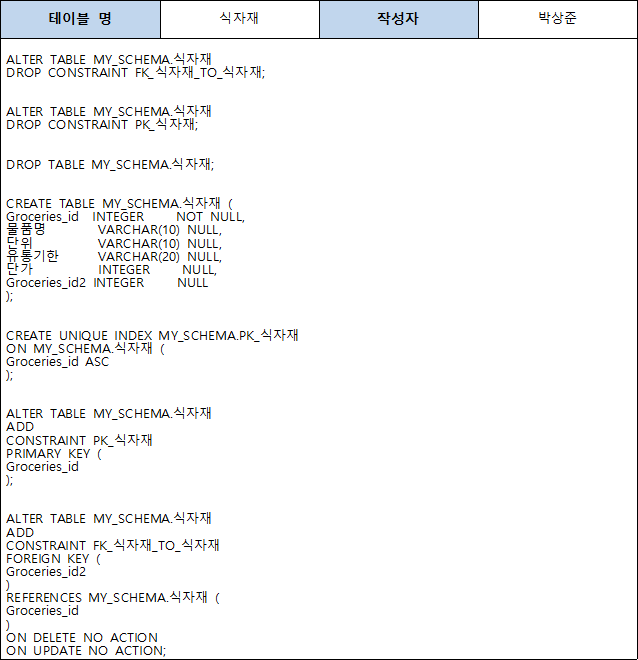 테이블 명 식자재 작성자 박상준
ALTER TABLE MY_SCHEMA.식자재
DROP CONSTRAINT FK_식자재_TO_식자재;
ALTER TABLE MY_SCHEMA.식자재
DROP CONSTRAINT PK_식자재;
DROP TABLE MY_SCHEMA.식자재;
CREATE TABLE MY_SCHEMA.식자재 (
Groceries_id INTEGER NOT NULL,
물품명 VARCHAR(10) NULL,
단위 VARCHAR(10) NULL,
유통기한 VARCHAR(20) NULL,
단가 INTEGER NULL,
Groceries_id2 INTEGER NULL
);
CREATE UNIQUE INDEX MY_SCHEMA.PK_식자재
ON MY_SCHEMA.식자재 (
Groceries_id ASC
);
ALTER TABLE MY_SCHEMA.식자재
ADD
CONSTRAINT PK_식자재
PRIMARY KEY (
Groceries_id
);
ALTER TABLE MY_SCHEMA.식자재
ADD
CONSTRAINT FK_식자재_TO_식자재
FOREIGN KEY (
Groceries_id2
)
REFERENCES MY_SCHEMA.식자재 (
Groceries_id
)
ON DELETE NO ACTION
ON UPDATE NO ACTION;